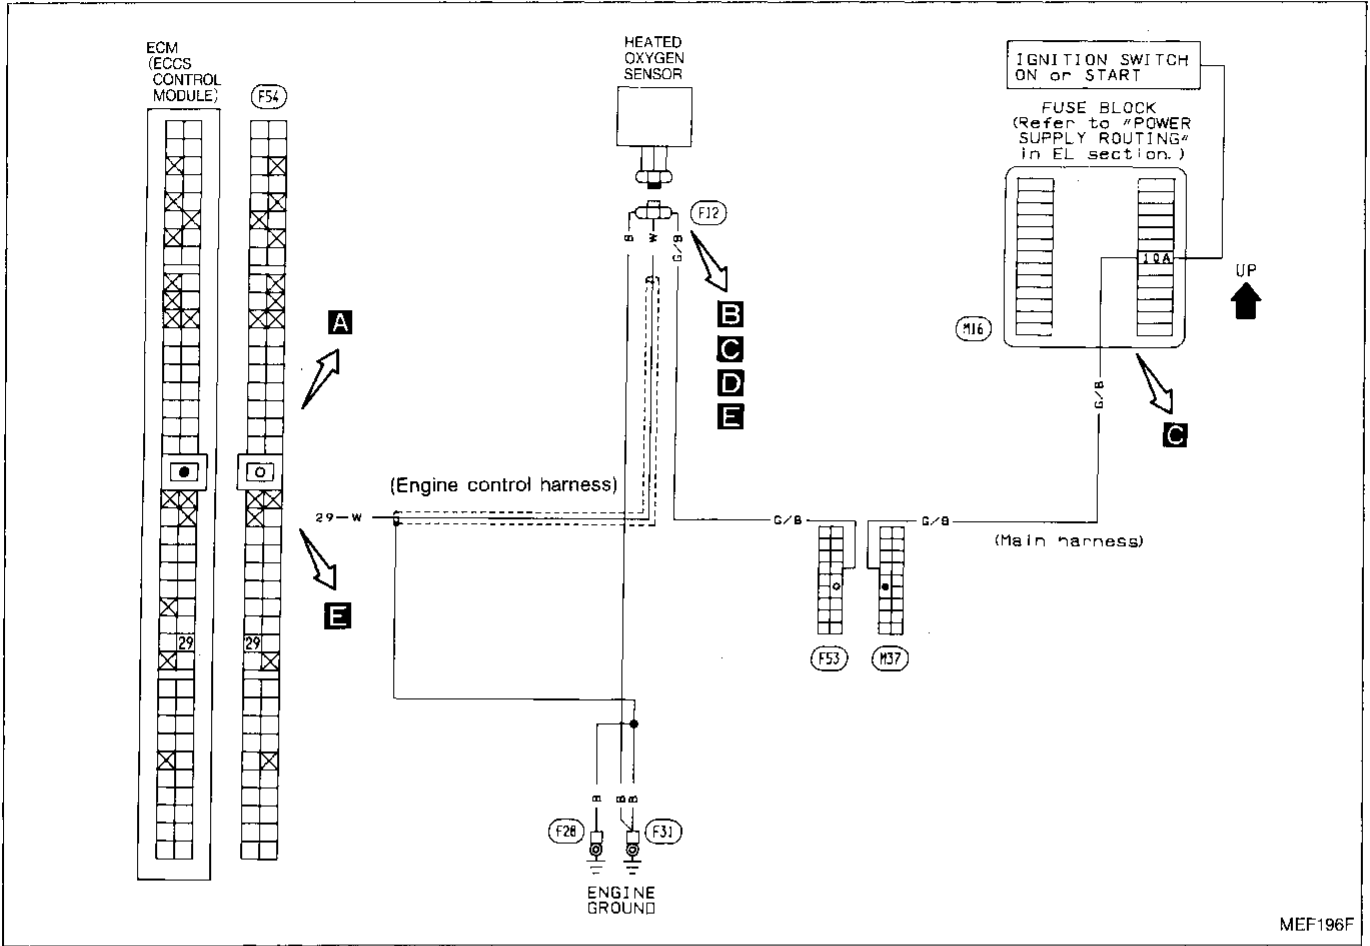 ECM
(ECCS
CONTROL
MODULE)
F54
HEATED
OXYGEN
SENSOR
IGNITION SWITCH
ON or START
FUSE BLOCK
(Refer to "POWER
SUPPLY ROUTING"
in EL section.)
F12
B
W
G/B
10A
UP
M16
A
B
C
D
E
G/B
C
(Engine control harness)
29-W
G/B
G/B
(Main harness)
E
29
29
F53
M37
B
B
B
F28
F31
ENGINE
GROUND
MEF196F